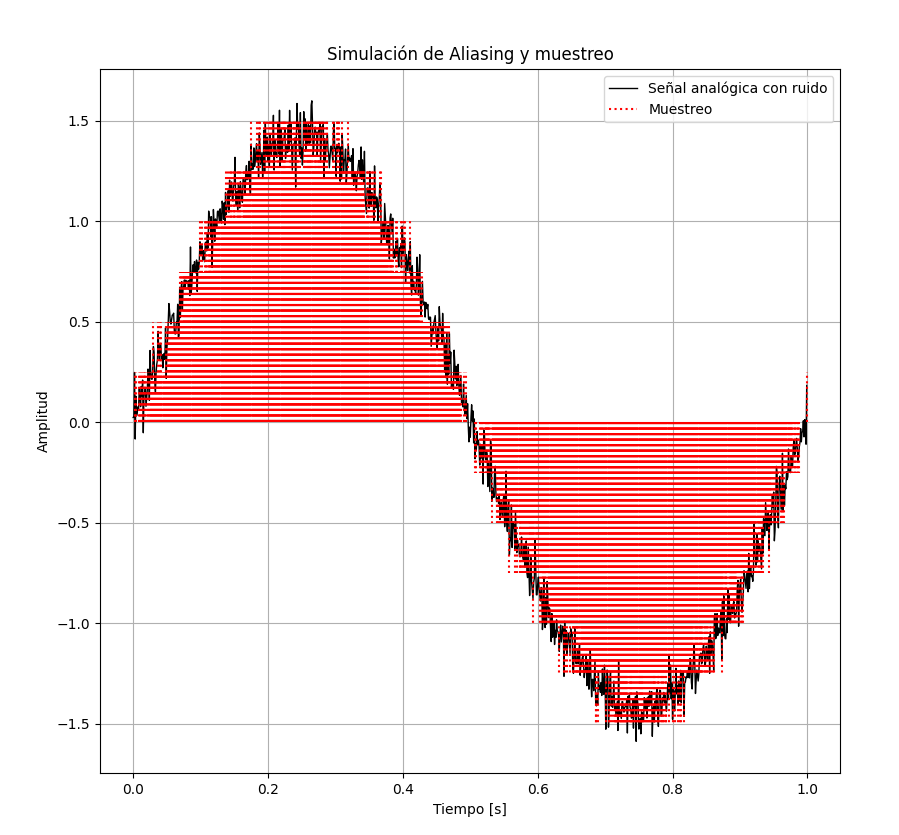 Simulación de Aliasing y muestreo
Señal analógica con ruido
Muestreo
Amplitud
1.5
1.0
0.5
0.0
−0.5
−1.0
−1.5
0.0 0.2 0.4 0.6 0.8 1.0
Tiempo [s]